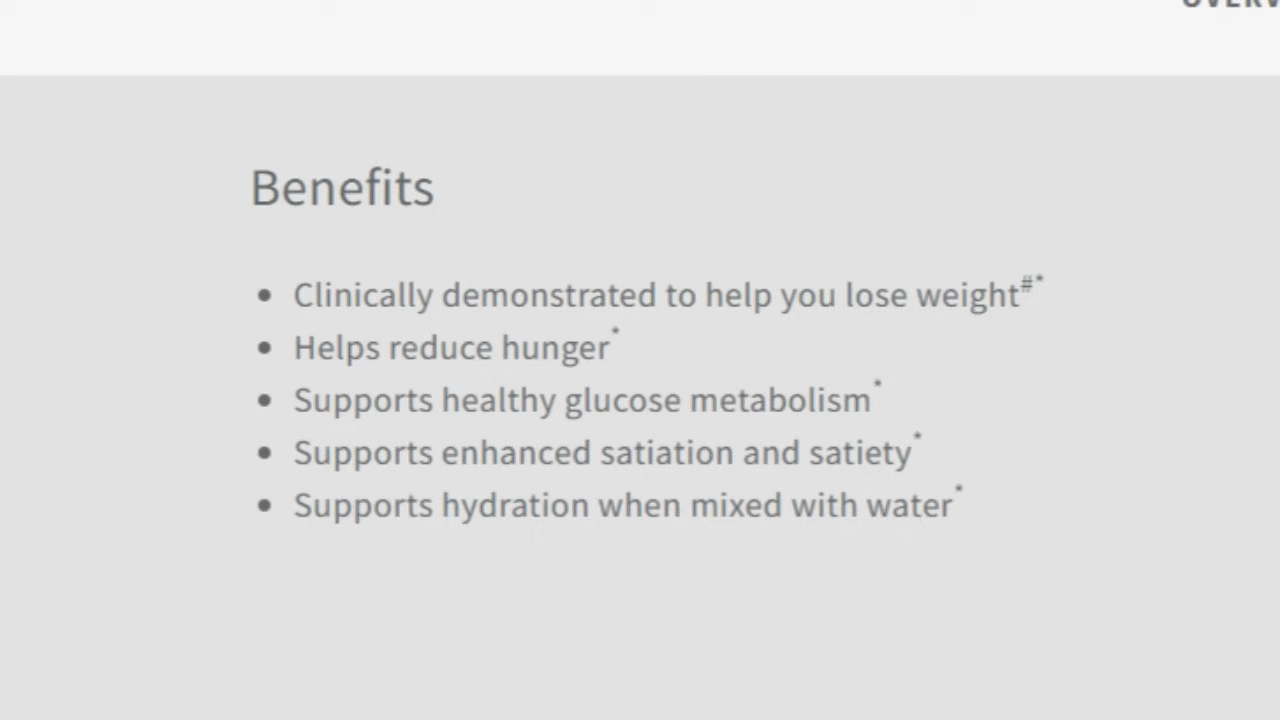 Benefits
• Clinically demonstrated to help you lose weight#*
• Helps reduce hunger*
• Supports healthy glucose metabolism*
• Supports enhanced satiation and satiety*
• Supports hydration when mixed with water*